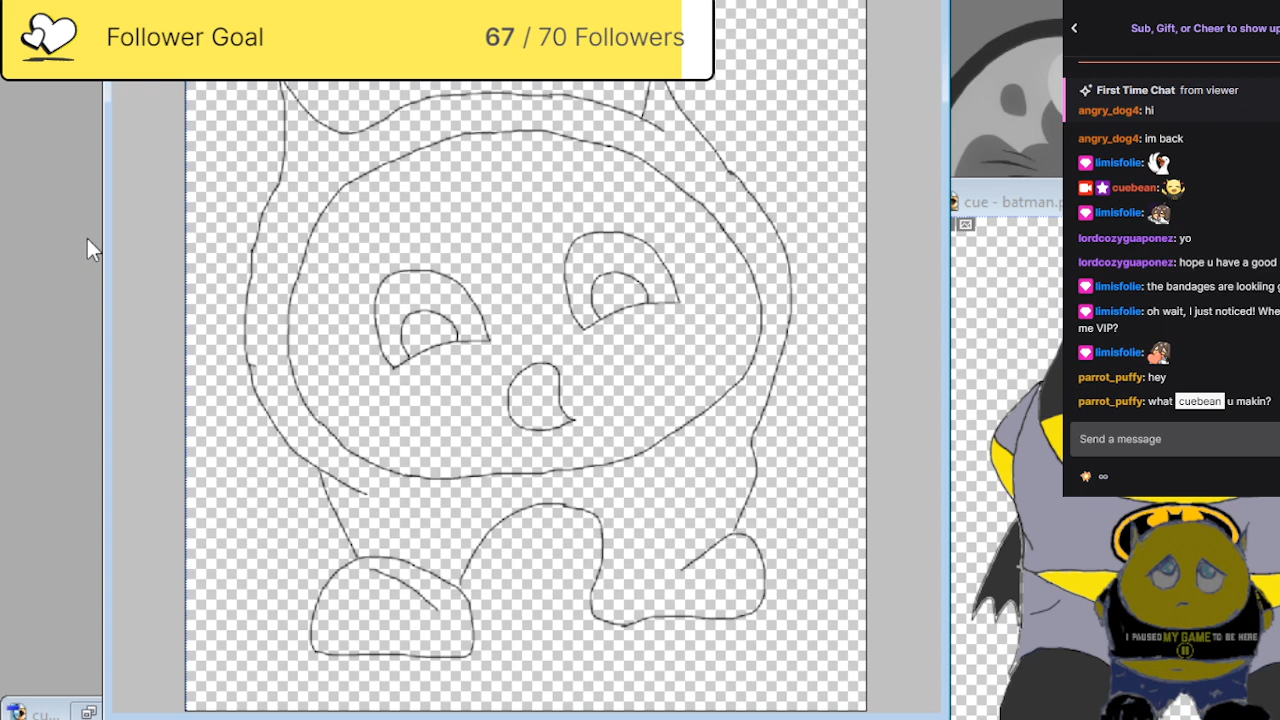 Follower Goal
67 / 70 Followers
Sub, Gift, or Cheer to show up
First Time Chat from viewer
angry_dog4: hi
angry_dog4: im back
limisfolie:
cuebean:
limisfolie:
lordcozyguaponez: yo
lordcozyguaponez: hope u have a good
limisfolie: the bandages are lookiing
limisfolie: oh wait, I just noticed!
me VIP?
limisfolie:
parrot_puffy: hey
parrot_puffy: what cuebean u makin?
Send a message
∞
cue - batman.p
I PAUSED MY GAME TO BE HERE
cu...